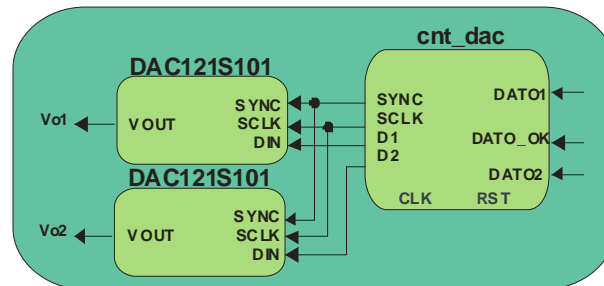 cnt_dac
DAC121S101
SYNC
SCLK
DIN
VOUT
Vo1
SYNC
SCLK
D1
D2
DATO1
DATO_OK
DATO2
CLK RST
DAC121S101
SYNC
SCLK
DIN
VOUT
Vo2